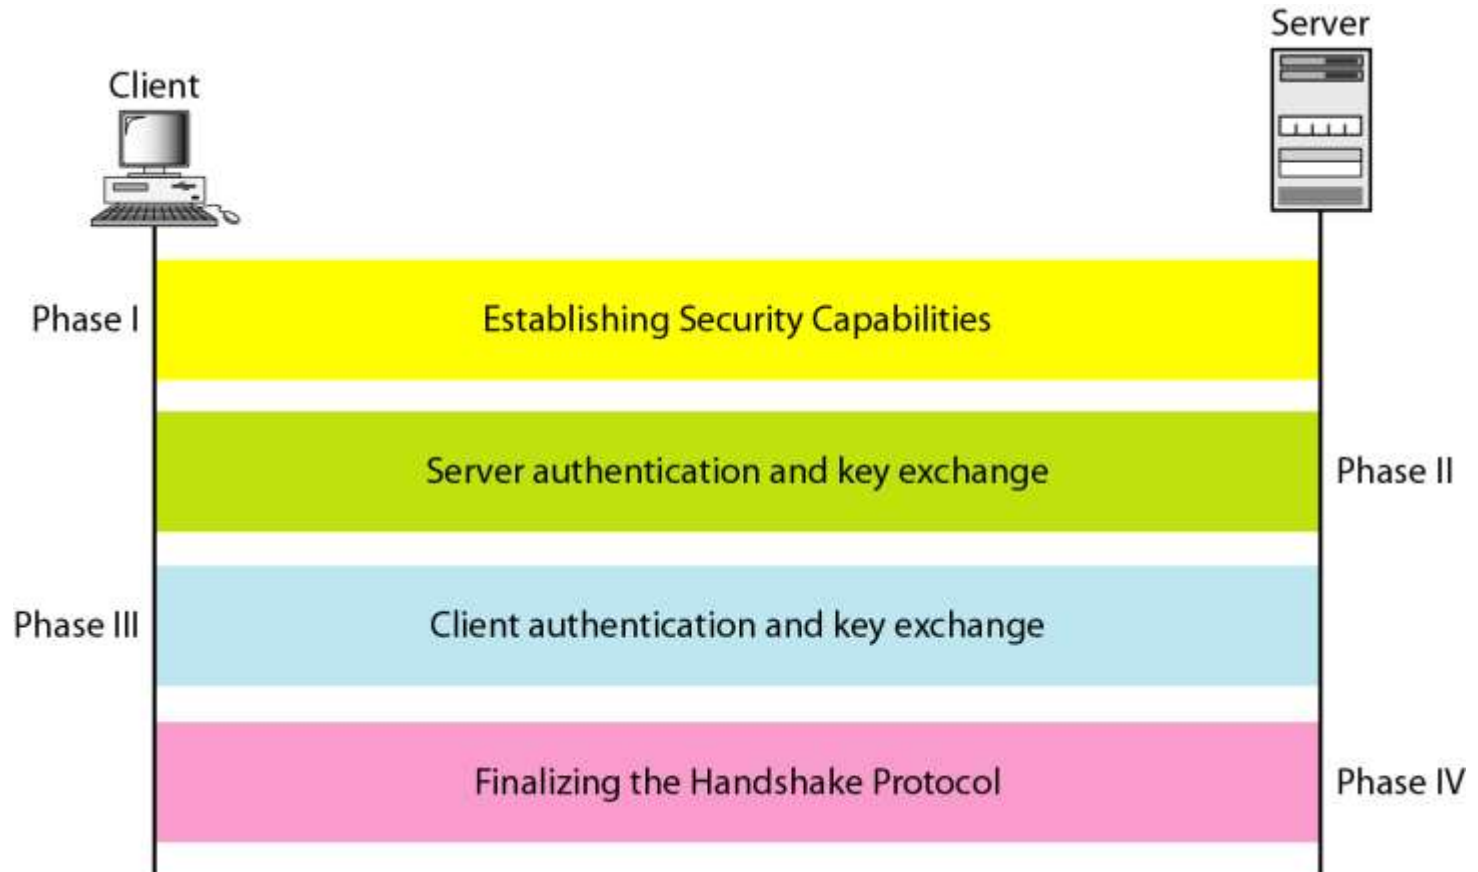 Server
Client
Phase I
Establishing Security Capabilities
Server authentication and key exchange
Phase II
Phase III
Client authentication and key exchange
Finalizing the Handshake Protocol
Phase IV